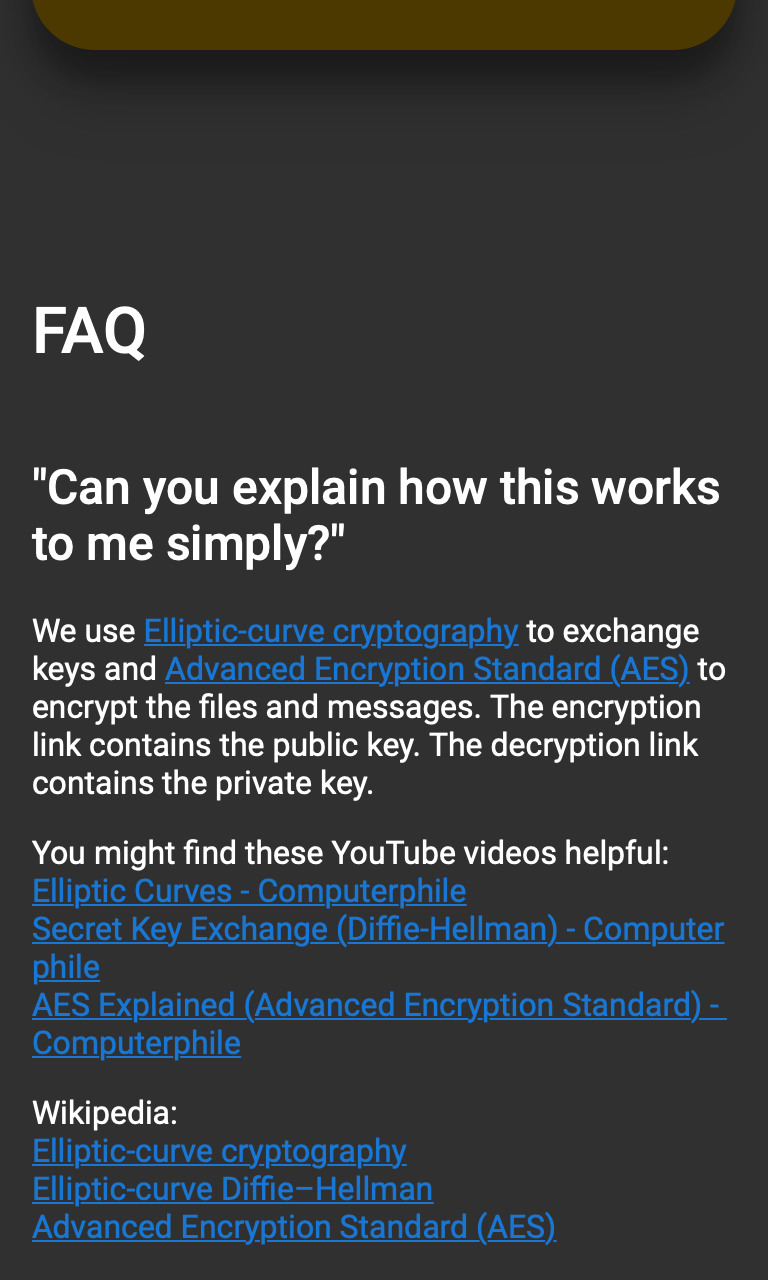 FAQ
"Can you explain how this works
to me simply?"
We use Elliptic-curve cryptography to exchange
keys and Advanced Encryption Standard (AES) to
encrypt the files and messages. The encryption
link contains the public key. The decryption link
contains the private key.
You might find these YouTube videos helpful:
Elliptic Curves - Computerphile
Secret Key Exchange (Diffie-Hellman) - Computer
phile
AES Explained (Advanced Encryption Standard) -
Computerphile
Wikipedia:
Elliptic-curve cryptography
Elliptic-curve Diffie–Hellman
Advanced Encryption Standard (AES)